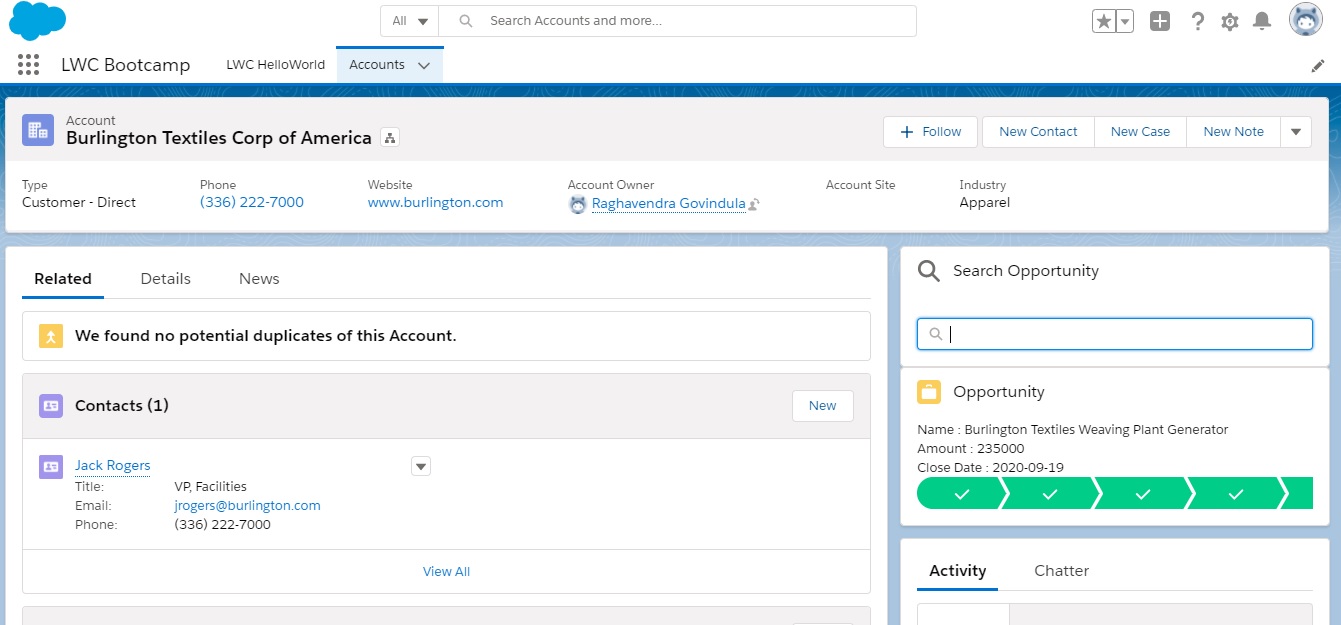 All
Search Accounts and more...
LWC Bootcamp
LWC HelloWorld
Accounts
Account
Burlington Textiles Corp of America
Follow
New Contact
New Case
New Note
Type
Phone
Website
Account Owner
Account Site
Industry
Customer - Direct
(336) 222-7000
www.burlington.com
Raghavendra Govindula
Apparel
Related
Details
News
We found no potential duplicates of this Account.
Contacts (1)
New
Jack Rogers
Title: VP, Facilities
Email: jrogers@burlington.com
Phone: (336) 222-7000
View All
Search Opportunity
Opportunity
Name : Burlington Textiles Weaving Plant Generator
Amount : 235000
Close Date : 2020-09-19
Activity
Chatter